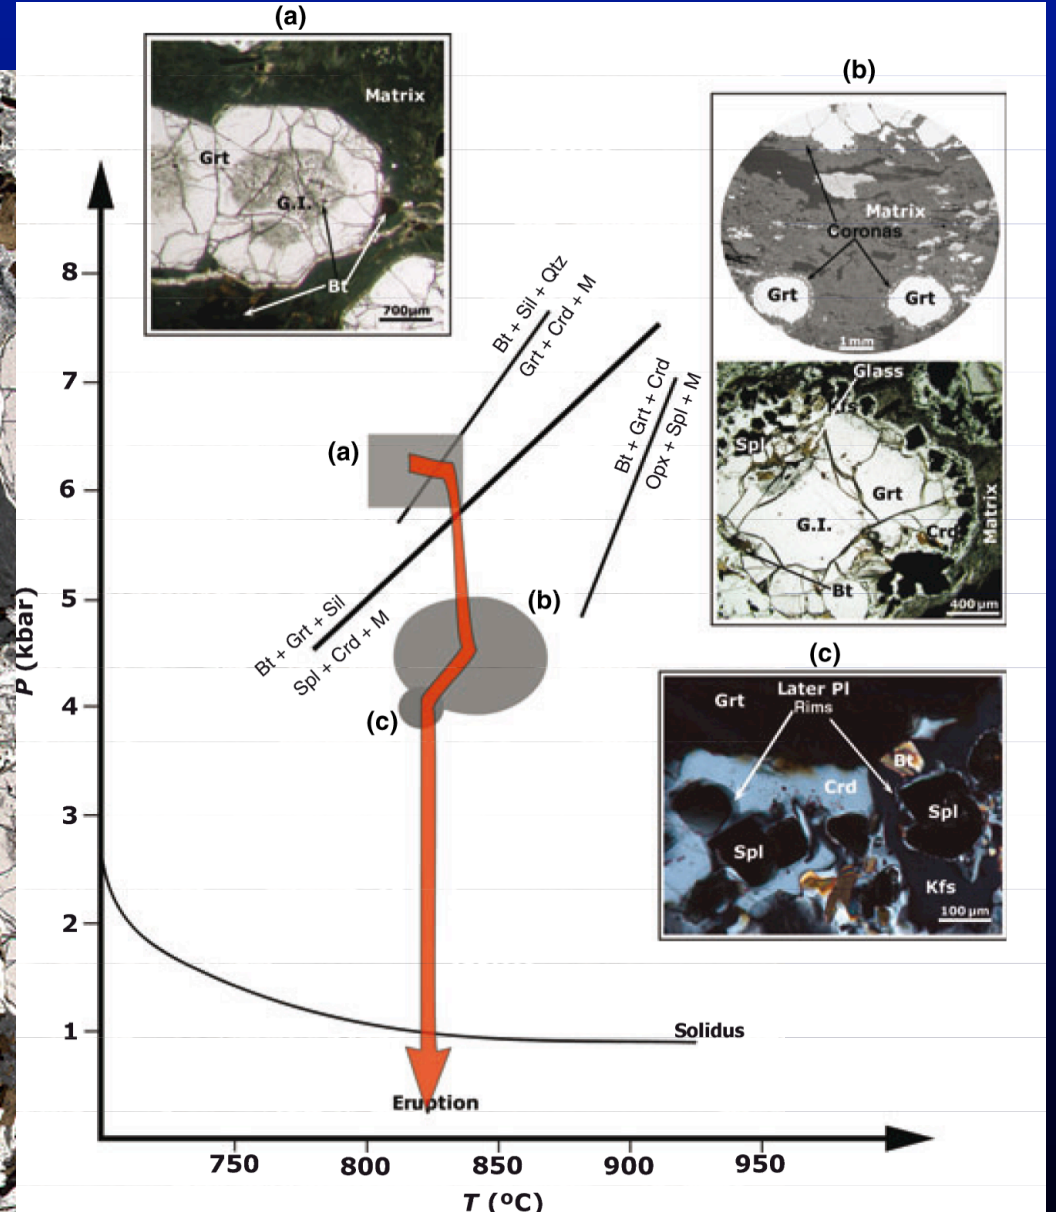 (a)
Matrix
Grt
G.I.
Bt
700µm
(b)
Matrix
Coronas
Grt
Grt
1mm
Glass
Kfs
Spl
Grt
G.I.
Crd
Matrix
Bt
400µm
(c)
Later Pl
Rims
Grt
Bt
Crd
Spl
Spl
Kfs
100µm
Bt + Sil + Qtz
Grt + Crd + M
Bt + Grt + Crd
Opx + Spl + M
Bt + Grt + Sil
Spl + Crd + M
(a)
(b)
(c)
8
7
6
5
4
3
2
1
P (kbar)
Solidus
Eruption
750
800
850
900
950
T (ºC)